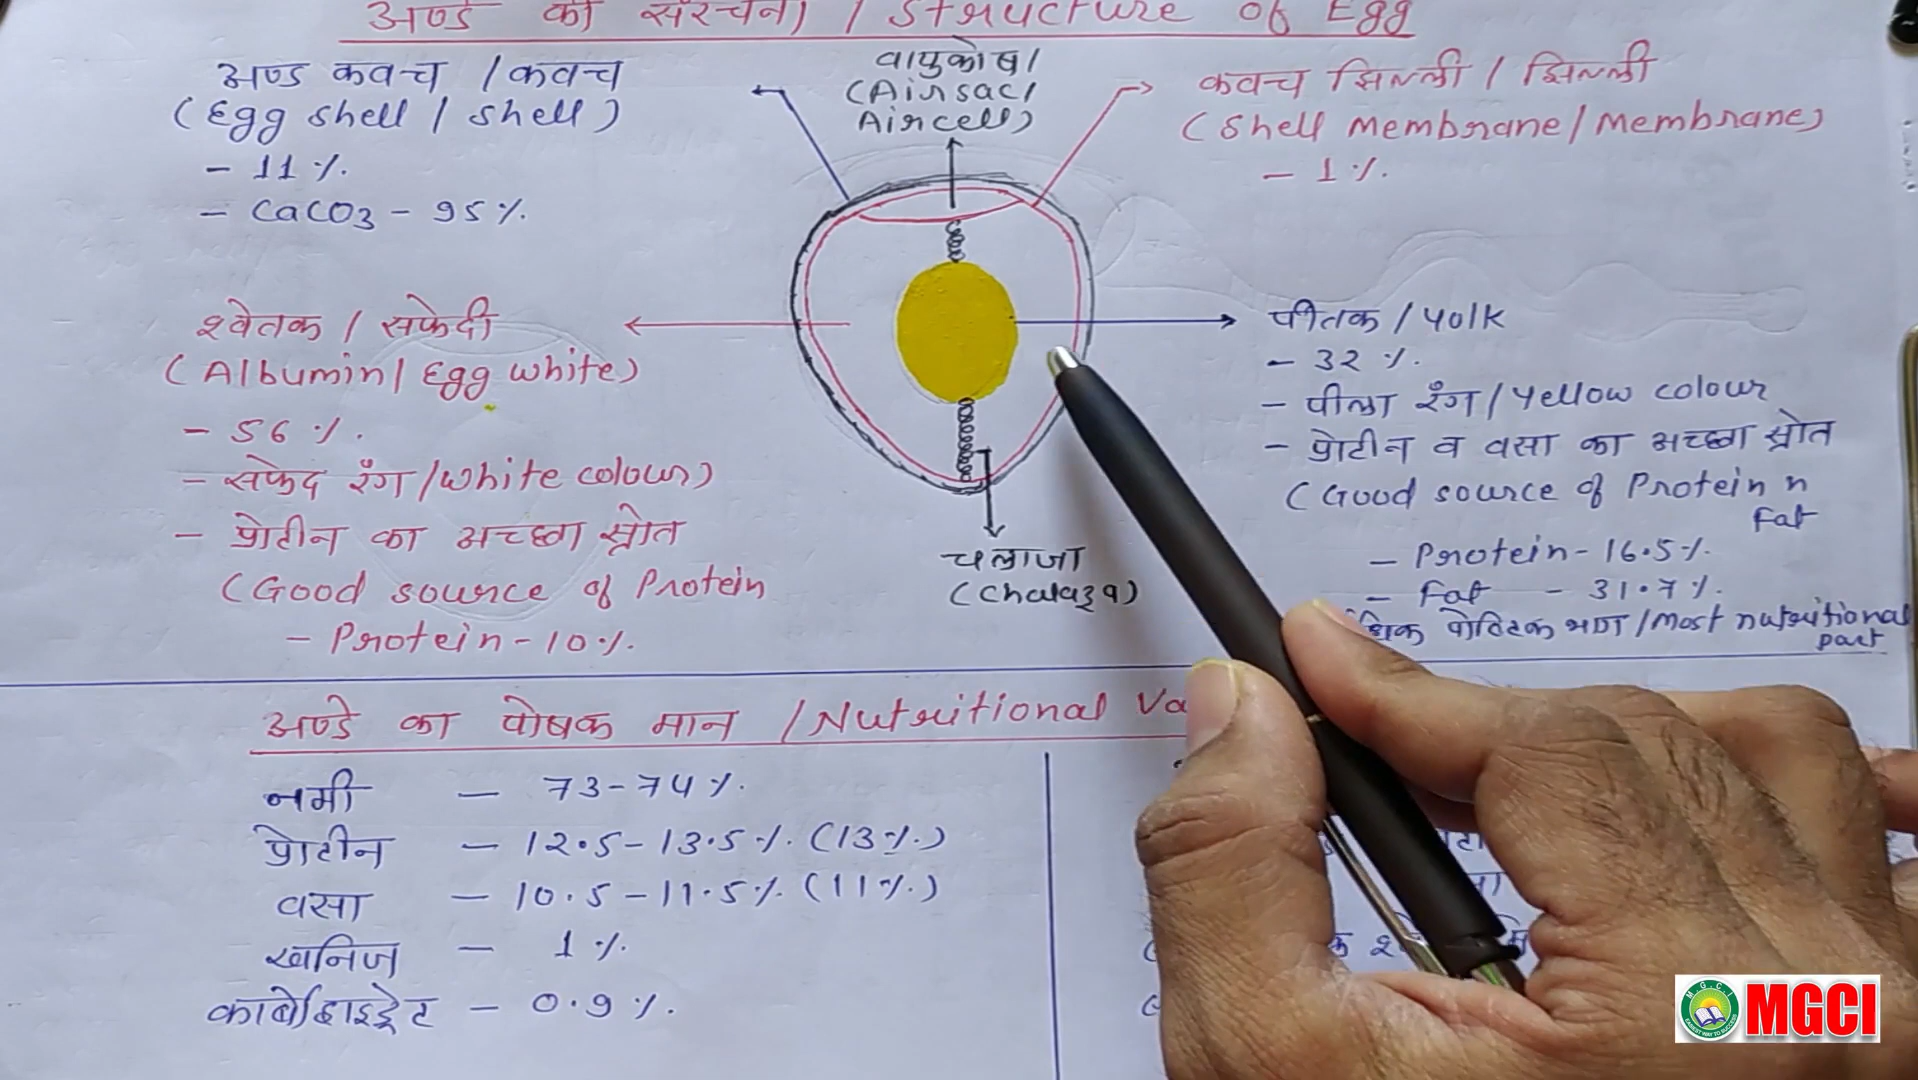 अण्डे की संरचना / Structure of Egg
अण्ड कवच / कवच
(Egg shell / shell)
- 11 %.
- CaCO3 - 95 %.
वायुकोष /
(Airsac /
Aircell)
कवच झिल्ली / झिल्ली
(Shell membrane / membrane)
- 1 %.
श्वेतक / सफेदी
(Albumin / Egg white)
- 56 %.
- सफेद रंग / white colour)
- प्रोटीन का अच्छा स्रोत
(Good source of Protein
- Protein - 10 %.
पीतक / Yolk
- 32 %.
- पीला रंग / Yellow colour
- प्रोटीन व वसा का अच्छा स्रोत
(Good source of Protein n
Fat
- Protein - 16.5 %.
- Fat - 31.7 %.
धिक पोष्टिक भाग / most nutritional
part
चलाजा
(Chalaza)
अण्डे का पोषक मान / Nutritional Va
नमी - 73-74 %.
प्रोटीन - 12.5 - 13.5 %. (13 %.)
वसा - 10.5 - 11.5 %. (11 %.)
खनिज - 1 %.
कार्बोहाइड्रेट - 0.9 %.
M.G.C.I
MGCI